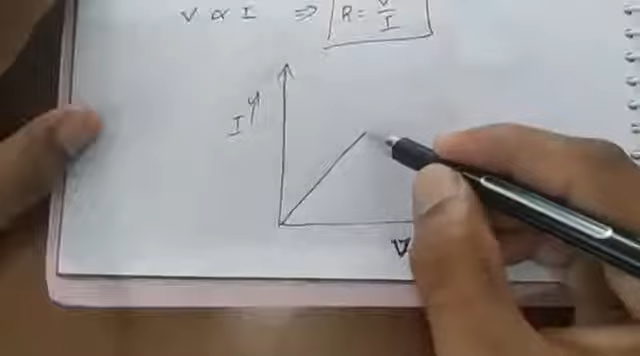 V ∝ I ⇒ R = V/I
I
V